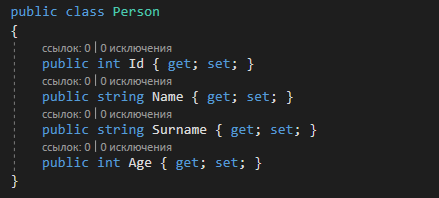 public class Person
{
ссылок: 0 | 0 исключения
public int Id { get; set; }
ссылок: 0 | 0 исключения
public string Name { get; set; }
ссылок: 0 | 0 исключения
public string Surname { get; set; }
ссылок: 0 | 0 исключения
public int Age { get; set; }
}